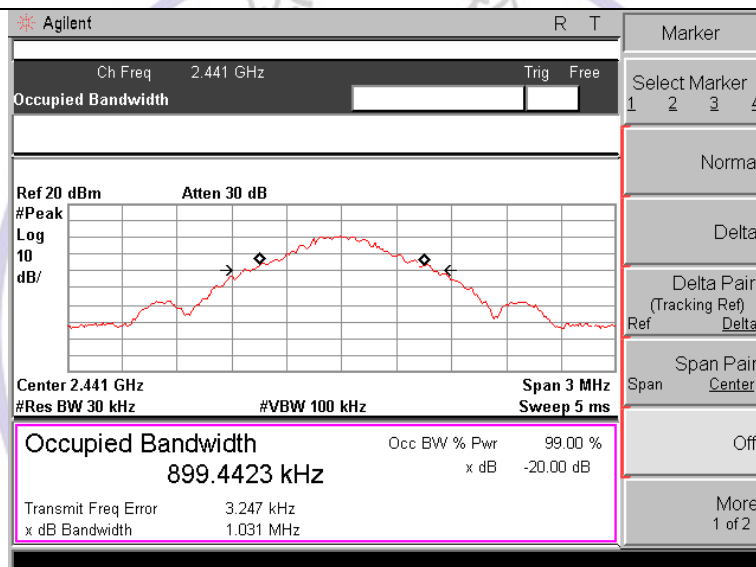 Agilent R T
Ch Freq 2.441 GHz Trig Free
Occupied Bandwidth
Ref 20 dBm Atten 30 dB
#Peak
Log
10
dB/
Center 2.441 GHz Span 3 MHz
#Res BW 30 kHz #VBW 100 kHz Sweep 5 ms
Occupied Bandwidth Occ BW % Pwr 99.00 %
899.4423 kHz x dB -20.00 dB
Transmit Freq Error 3.247 kHz
x dB Bandwidth 1.031 MHz
Marker
Select Marker
1 2 3 4
Norma
Delta
Delta Pair
(Tracking Ref)
Ref Delta
Span Pair
Span Center
Off
More
1 of 2